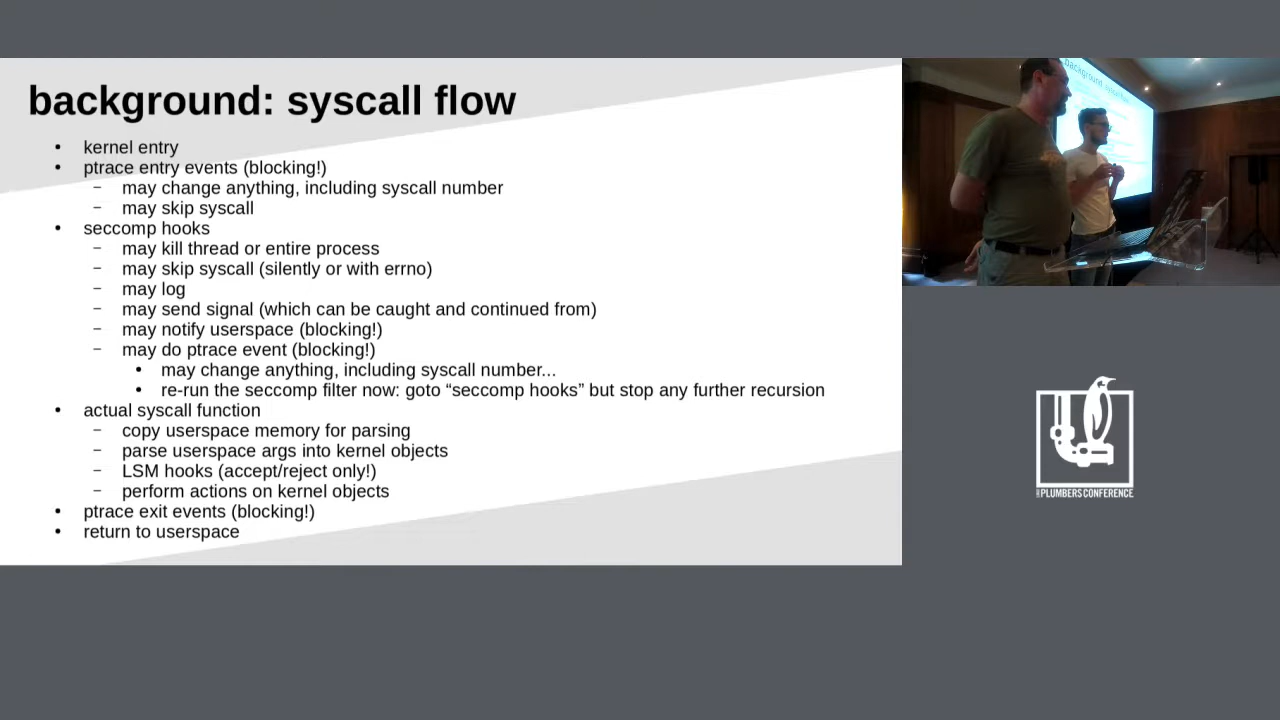 background: syscall flow
• kernel entry
• ptrace entry events (blocking!)
– may change anything, including syscall number
– may skip syscall
• seccomp hooks
– may kill thread or entire process
– may skip syscall (silently or with errno)
– may log
– may send signal (which can be caught and continued from)
– may notify userspace (blocking!)
– may do ptrace event (blocking!)
• may change anything, including syscall number...
• re-run the seccomp filter now: goto “seccomp hooks” but stop any further recursion
• actual syscall function
– copy userspace memory for parsing
– parse userspace args into kernel objects
– LSM hooks (accept/reject only!)
– perform actions on kernel objects
• ptrace exit events (blocking!)
• return to userspace
background: syscall flow
PLUMBERS CONFERENCE